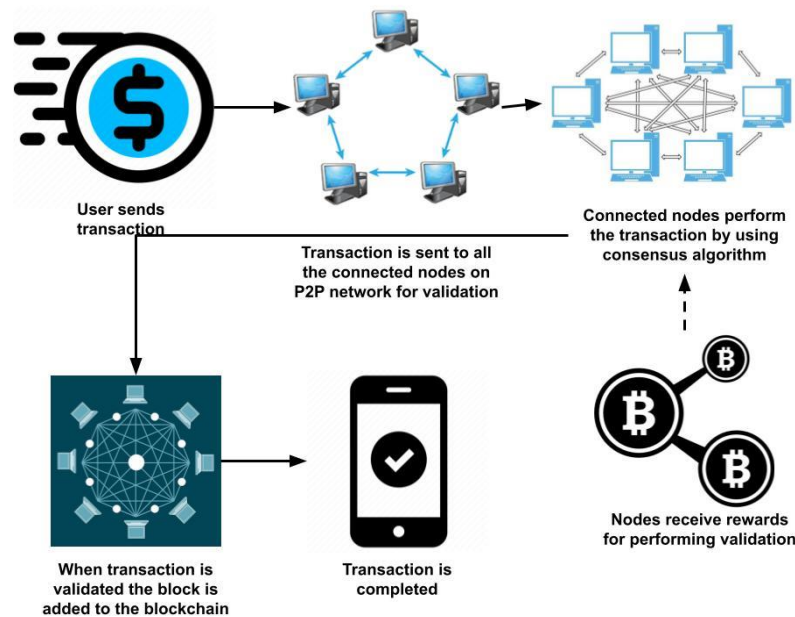 User sends
transaction
Transaction is sent to all
the connected nodes on
P2P network for validation
Connected nodes perform
the transaction by using
consensus algorithm
Nodes receive rewards
for performing validation
When transaction is
validated the block is
added to the blockchain
Transaction is
completed